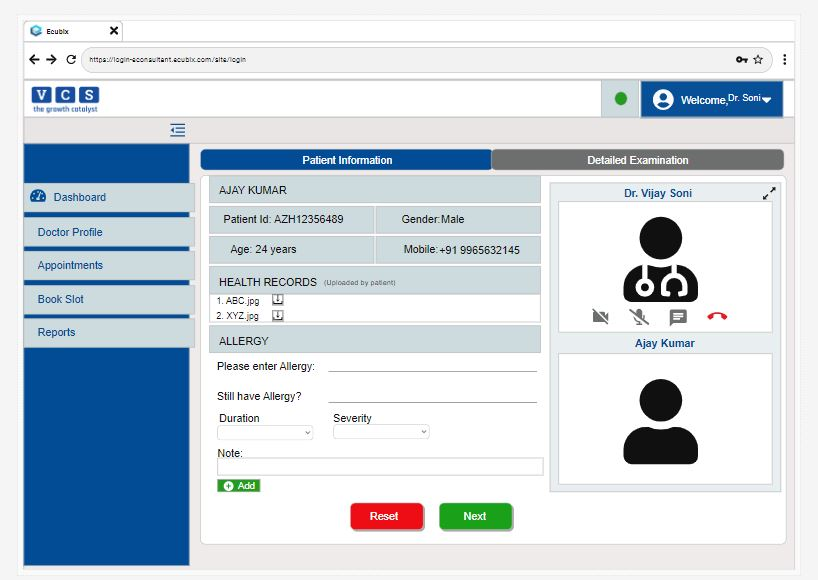 Ecubix
https://login-econsultant.ecubix.com/site/login
V C S
the growth catalyst
Welcome, Dr. Soni
Dashboard
Doctor Profile
Appointments
Book Slot
Reports
Patient Information
Detailed Examination
AJAY KUMAR
Patient Id: AZH12356489
Gender:Male
Age: 24 years
Mobile:+91 9965632145
HEALTH RECORDS (Uploaded by patient)
1. ABC.jpg
2. XYZ.jpg
ALLERGY
Please enter Allergy:
Still have Allergy?
Duration
Severity
Note:
Add
Reset
Next
Dr. Vijay Soni
Ajay Kumar